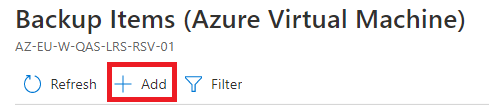 Backup Items (Azure Virtual Machine)
AZ-EU-W-QAS-LRS-RSV-01
Refresh Add Filter